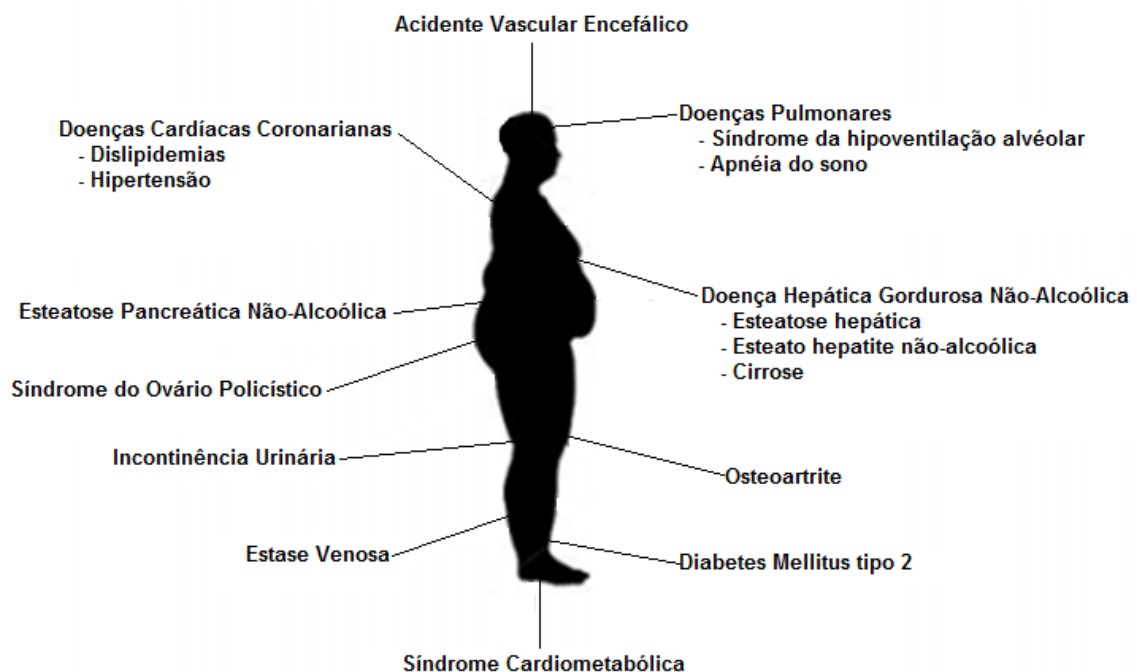 Acidente Vascular Encefálico
Doenças Cardíacas Coronarianas
- Dislipidemias
- Hipertensão
Doenças Pulmonares
- Síndrome da hipoventilação alvéolar
- Apnéia do sono
Esteatose Pancreática Não-Alcoólica
Doença Hepática Gordurosa Não-Alcoólica
- Esteatose hepática
- Esteato hepatite não-alcoólica
- Cirrose
Síndrome do Ovário Policístico
Incontinência Urinária
Osteoartrite
Estase Venosa
Diabetes Mellitus tipo 2
Síndrome Cardiometabólica